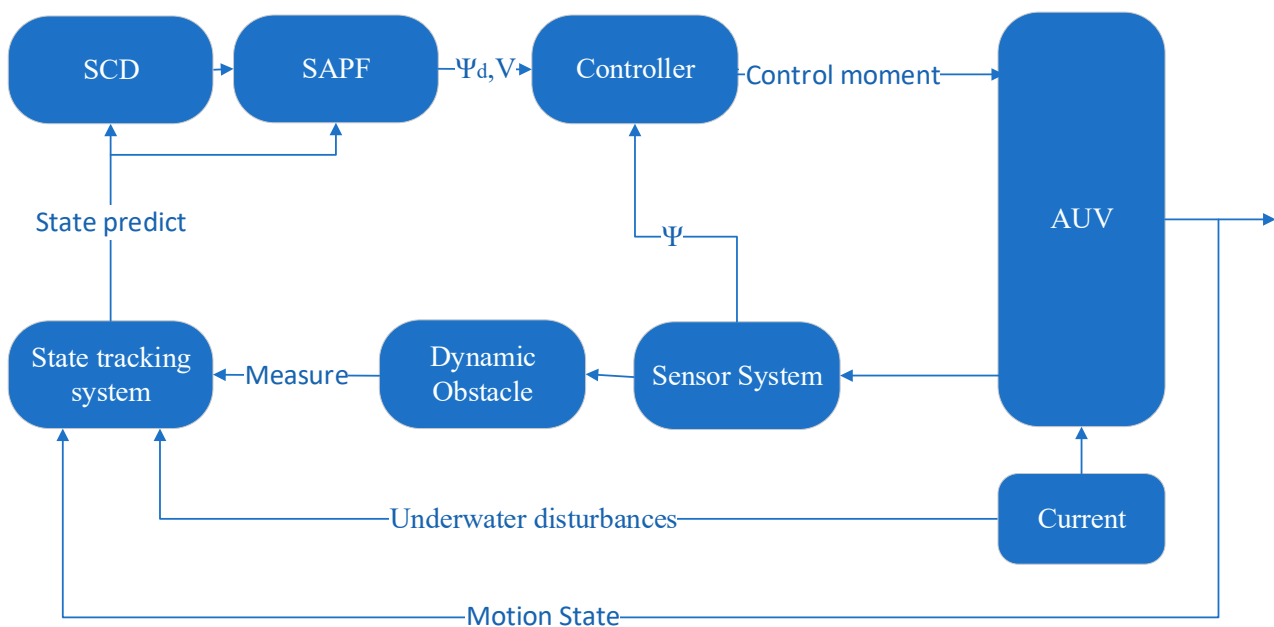 SCD
SAPF
Ψd,V
Controller
Control moment
AUV
State predict
Ψ
State tracking
system
Measure
Dynamic
Obstacle
Sensor System
Underwater disturbances
Current
Motion State